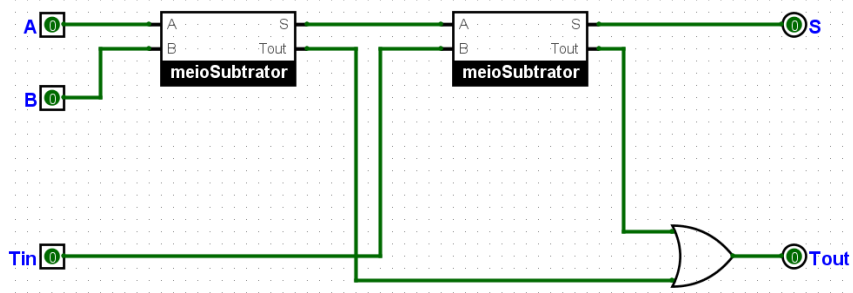 A 0 A S A S 0 S
B Tout B Tout
meioSubtrator meioSubtrator
B 0
Tin 0 0 Tout